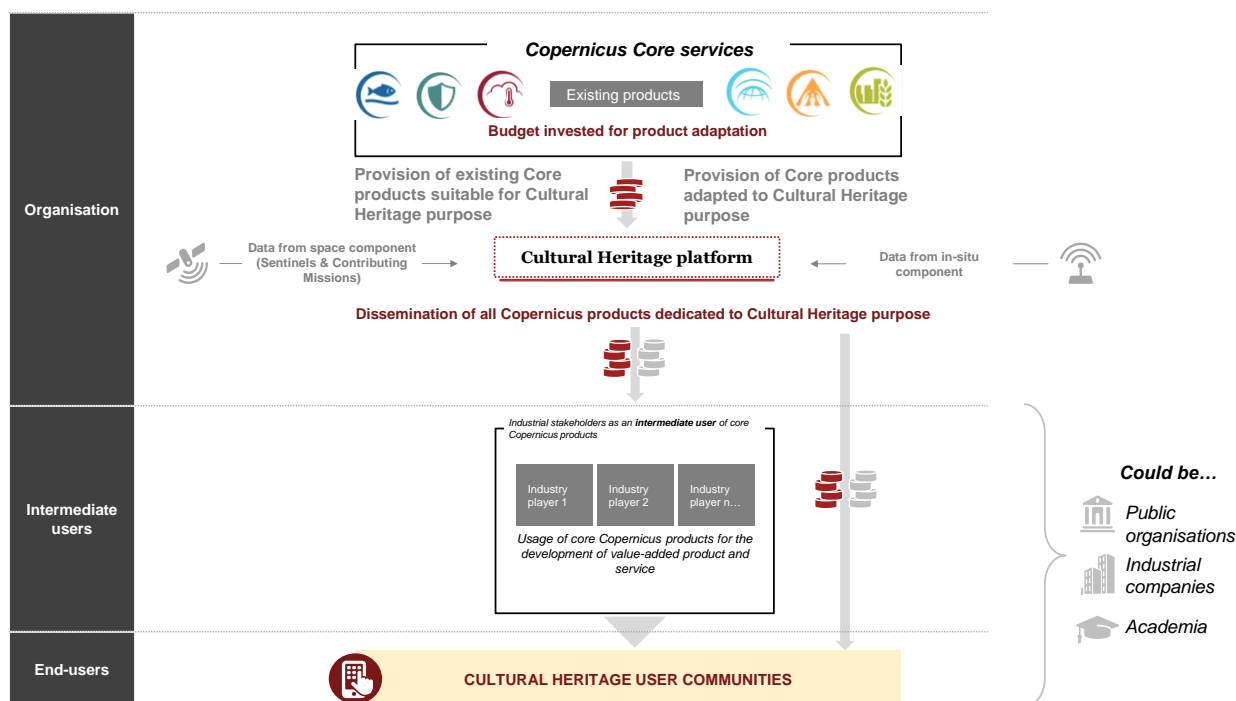 Copernicus Core services
Existing products
Budget invested for product adaptation
Provision of existing Core
products suitable for Cultural
Heritage purpose
Provision of Core products
adapted to Cultural Heritage
purpose
Organisation
Data from space component
(Sentinels & Contributing
Missions)
Cultural Heritage platform
Data from in-situ
component
Dissemination of all Copernicus products dedicated to Cultural Heritage purpose
Industrial stakeholders as an intermediate user of core
Copernicus products
Industry
player 1
Industry
player 2
Industry
player n…
Usage of core Copernicus products for the
development of value-added product and
service
Intermediate
users
Could be…
Public
organisations
Industrial
companies
Academia
End-users
CULTURAL HERITAGE USER COMMUNITIES